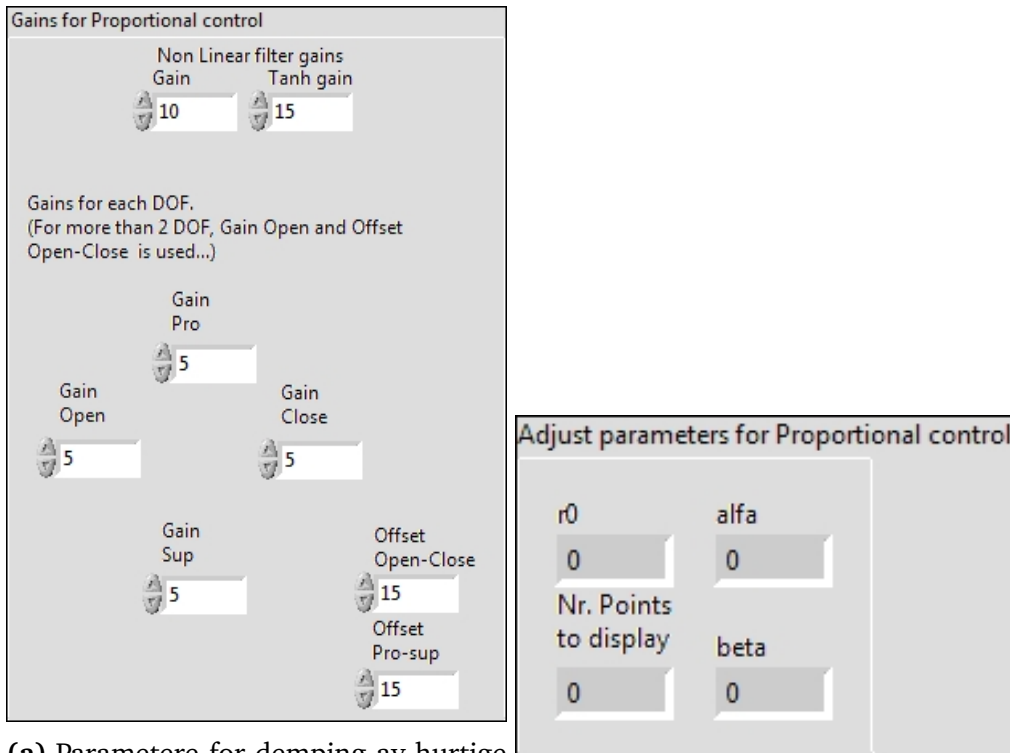 Gains for Proportional control
Non Linear filter gains
Gain Tanh gain
10 15
Gains for each DOF.
(For more than 2 DOF, Gain Open and Offset
Open-Close is used...)
Gain
Pro
5
Gain Gain
Open Close
5 5
Gain
Sup
5
Offset
Open-Close
15
Offset
Pro-sup
15
(a) Parametere for demping av hurtige
Adjust parameters for Proportional control
r0 alfa
0 0
Nr. Points
to display beta
0 0